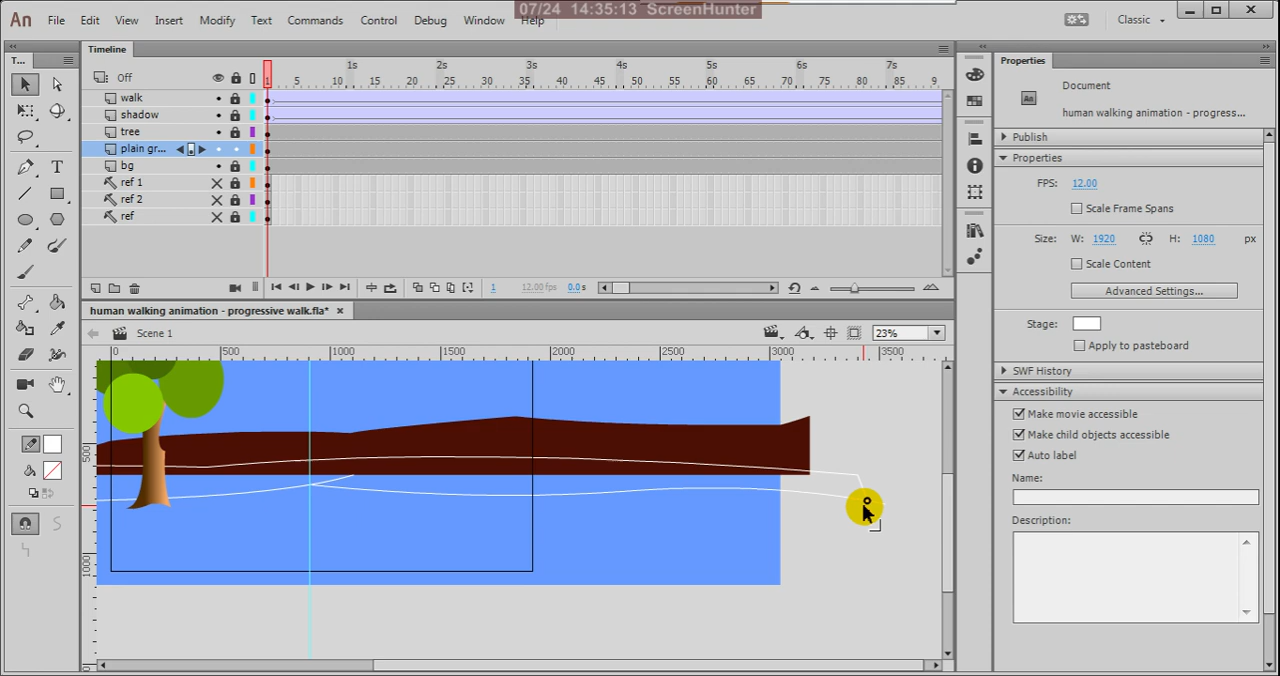 07/24 14:35:13 ScreenHunter
An File Edit View Insert Modify Text Commands Control Debug Window Help Classic
T... Timeline Properties
Off 1s 2s 3s 4s 5s 6s 7s
1 5 10 15 20 25 30 35 40 45 50 55 60 65 70 75 80 85 9
walk
shadow
tree
plain gr...
bg
ref 1
ref 2
ref
1 12.00 fps 0.0s
human walking animation - progressive walk.fla*
Scene 1 23%
0 500 1000 1500 2000 2500 3000 3500
500
1000
Document
An human walking animation - progressiv...
Publish
Properties
FPS: 12.00
Scale Frame Spans
Size: W: 1920 H: 1080 px
Scale Content
Advanced Settings...
Stage:
Apply to pasteboard
SWF History
Accessibility
Make movie accessible
Make child objects accessible
Auto label
Name:
Description: